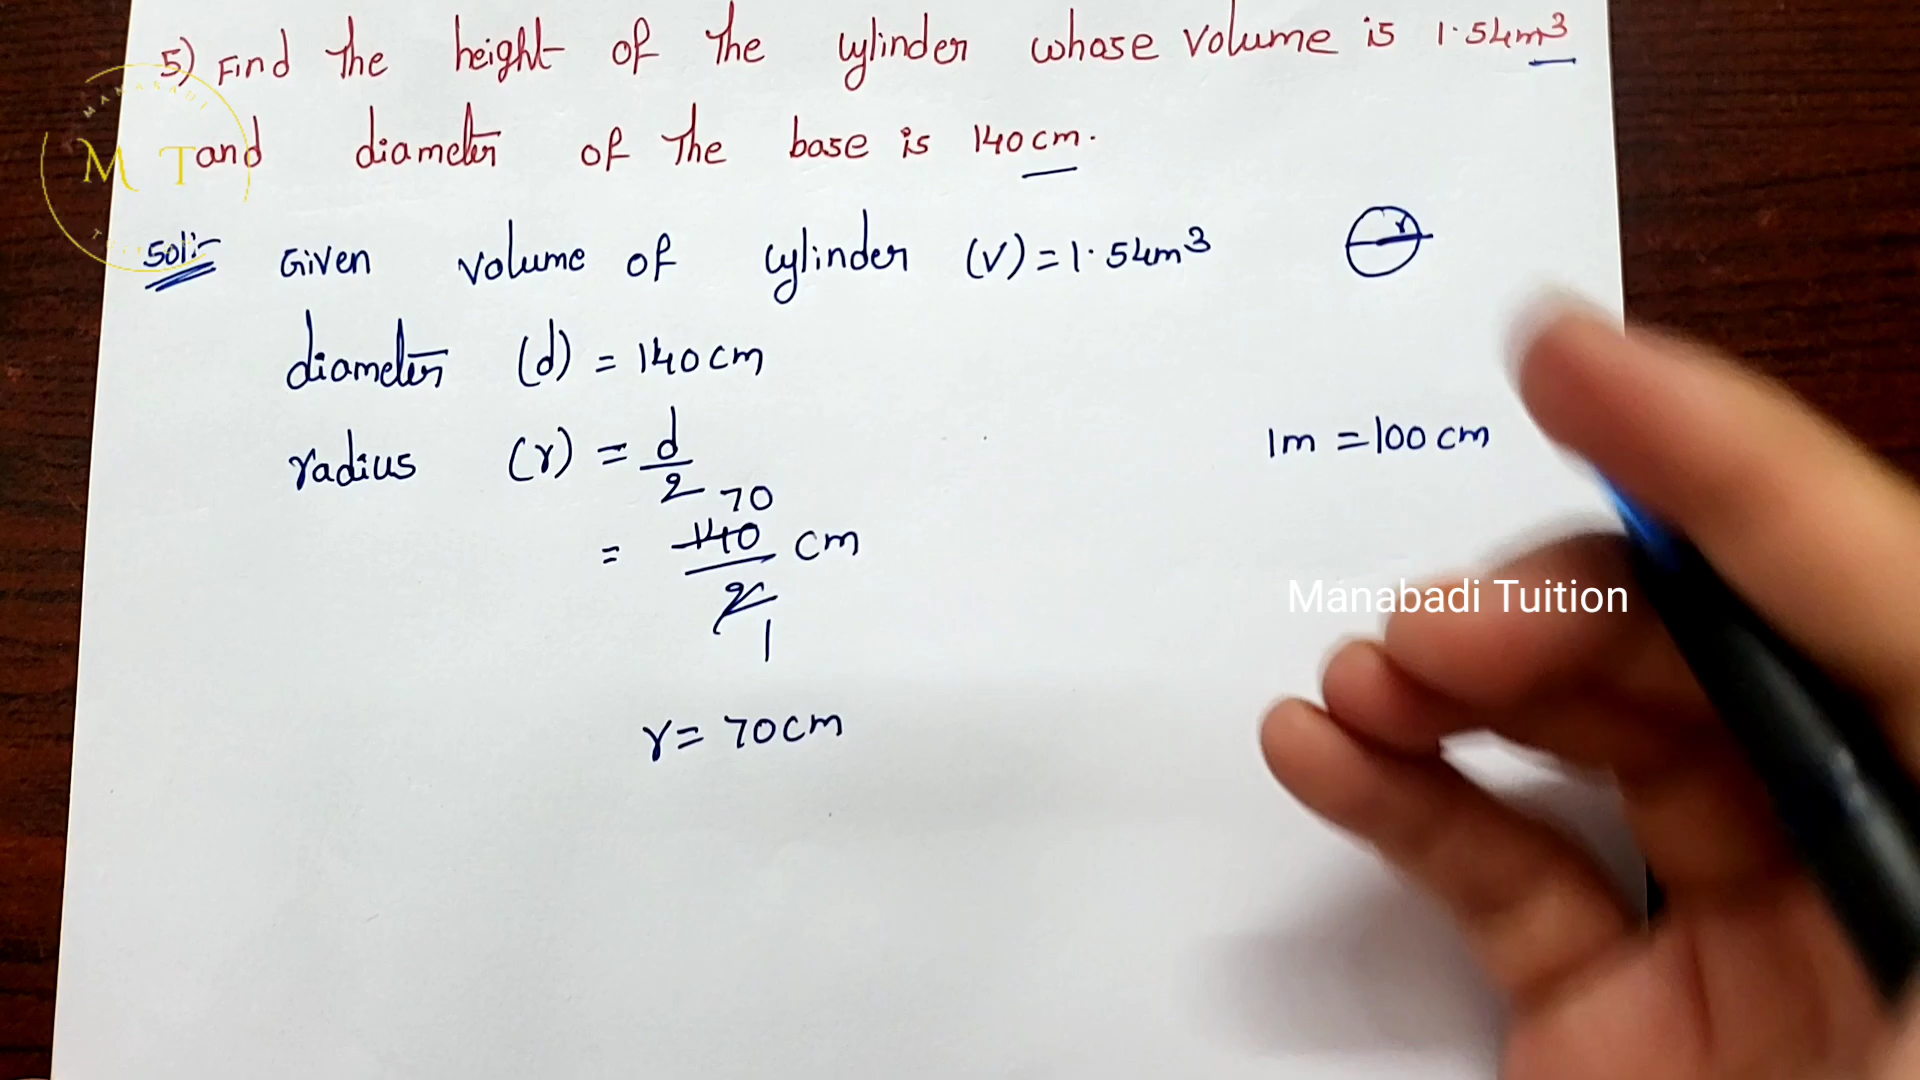 5) Find the height of the cylinder whose volume is 1.54m³
and diameter of the base is 140cm.
Sol:- Given volume of cylinder (V) = 1.54m³
r
diameter (d) = 140cm
radius (r) = d/2
1m = 100cm
70
= 140/2 cm
1
r = 70cm
Manabadi Tuition
M T